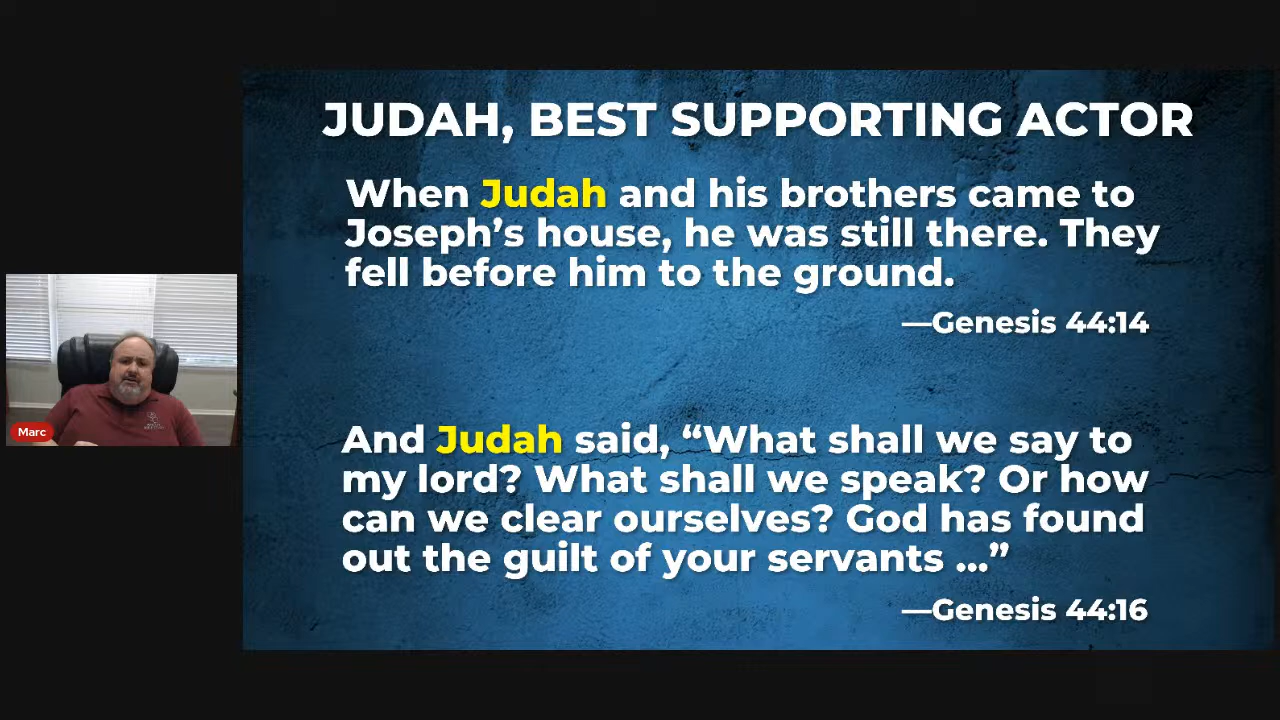 JUDAH, BEST SUPPORTING ACTOR
When Judah and his brothers came to
Joseph’s house, he was still there. They
fell before him to the ground.
—Genesis 44:14
And Judah said, “What shall we say to
my lord? What shall we speak? Or how
can we clear ourselves? God has found
out the guilt of your servants ...”
—Genesis 44:16
Marc